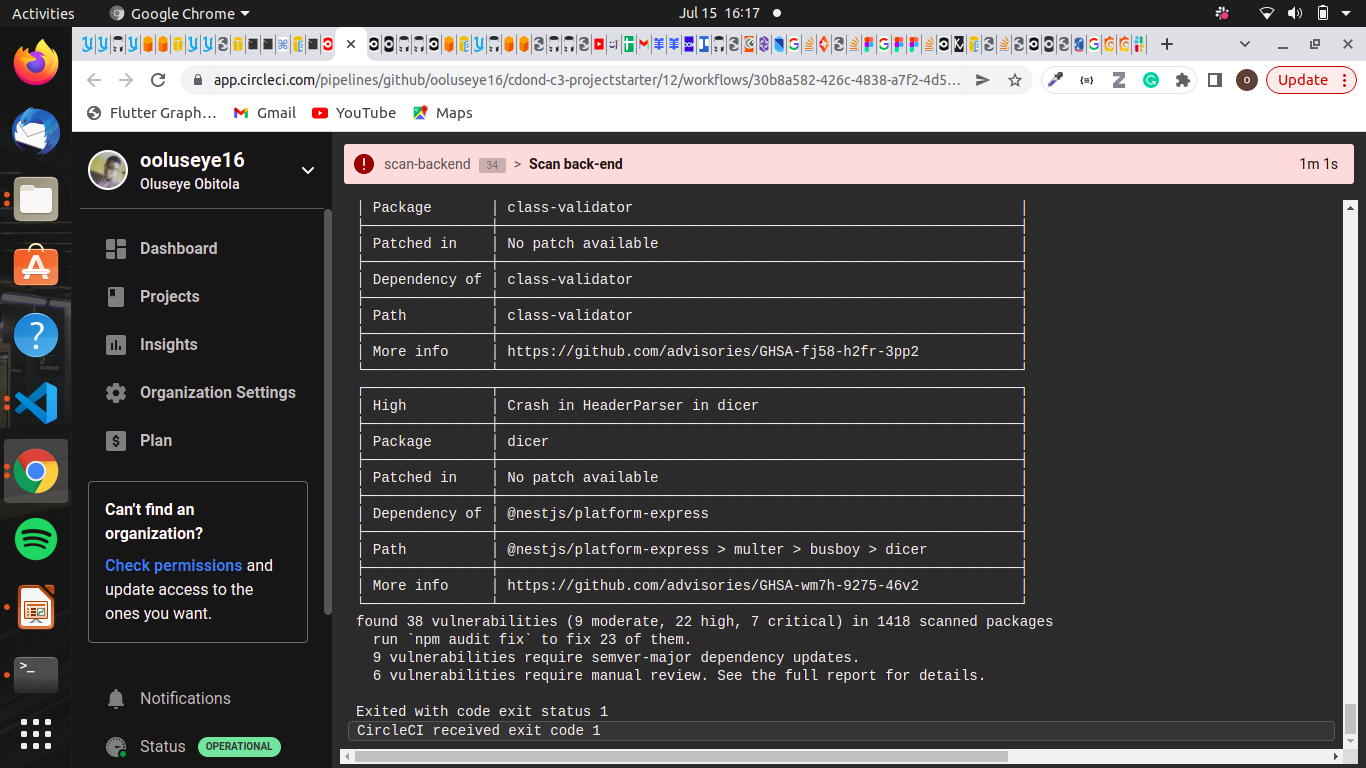 Activities
Google Chrome
Jul 15 16:17
app.circleci.com/pipelines/github/ooluseye16/cdond-c3-projectstarter/12/workflows/30b8a582-426c-4838-a7f2-4d5…
Update
Flutter Graph…
Gmail
YouTube
Maps
ooluseye16
Oluseye Obitola
Dashboard
Projects
Insights
Organization Settings
Plan
Can't find an
organization?
Check permissions and
update access to the
ones you want.
Notifications
Status OPERATIONAL
scan-backend 34 > Scan back-end 1m 1s
Package class-validator
Patched in No patch available
Dependency of class-validator
Path class-validator
More info https://github.com/advisories/GHSA-fj58-h2fr-3pp2
High Crash in HeaderParser in dicer
Package dicer
Patched in No patch available
Dependency of @nestjs/platform-express
Path @nestjs/platform-express > multer > busboy > dicer
More info https://github.com/advisories/GHSA-wm7h-9275-46v2
found 38 vulnerabilities (9 moderate, 22 high, 7 critical) in 1418 scanned packages
run `npm audit fix` to fix 23 of them.
9 vulnerabilities require semver-major dependency updates.
6 vulnerabilities require manual review. See the full report for details.
Exited with code exit status 1
CircleCI received exit code 1